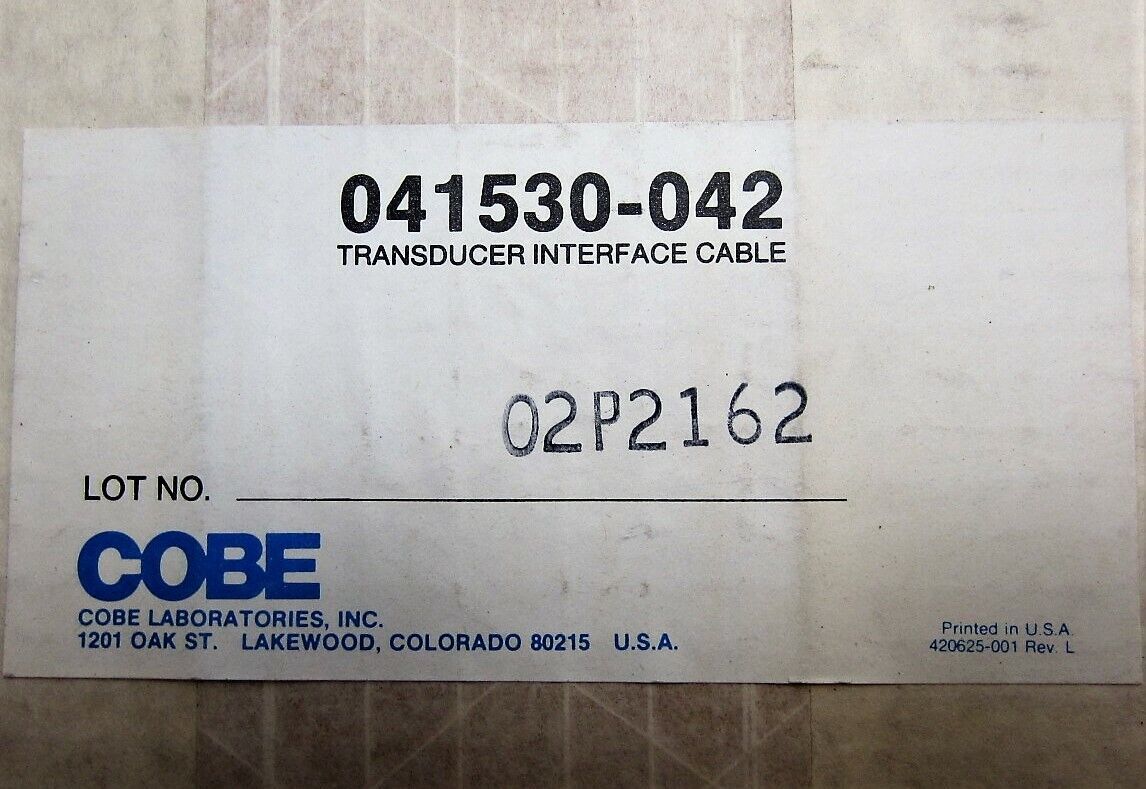 041530-042
TRANSDUCER INTERFACE CABLE
02P2162
LOT NO.
COBE
COBE LABORATORIES, INC.
1201 OAK ST. LAKEWOOD, COLORADO 80215 U.S.A.
Printed in U.S.A.
420625-001 Rev. L